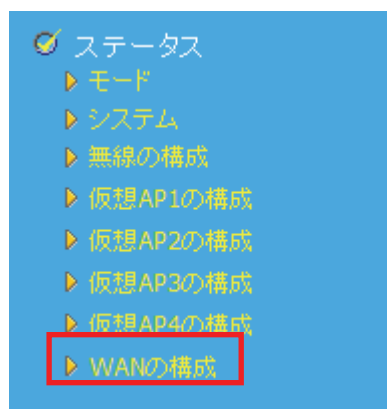 ステータス
モード
システム
無線の構成
仮想AP1の構成
仮想AP2の構成
仮想AP3の構成
仮想AP4の構成
WANの構成